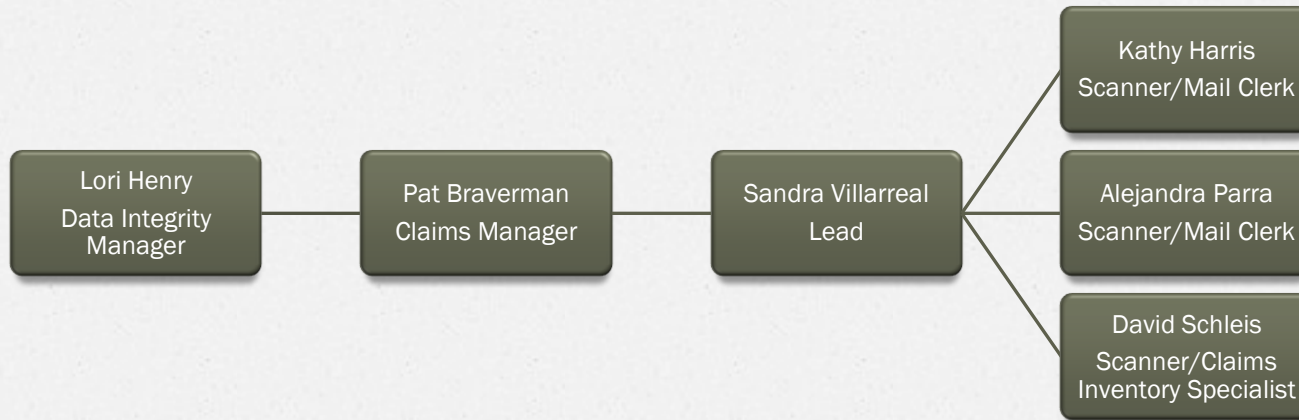 Lori Henry
Data Integrity
Manager
Pat Braverman
Claims Manager
Sandra Villarreal
Lead
Kathy Harris
Scanner/Mail Clerk
Alejandra Parra
Scanner/Mail Clerk
David Schleis
Scanner/Claims
Inventory Specialist